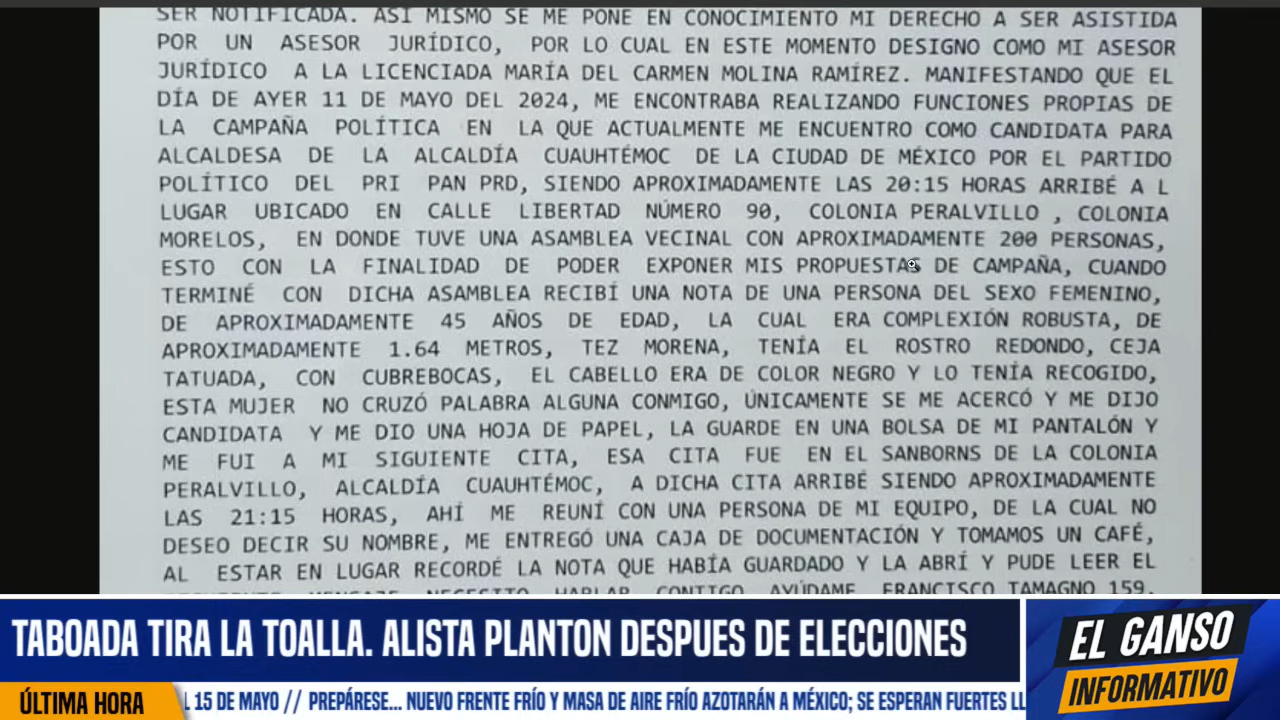 SER NOTIFICADA. ASÍ MISMO SE ME PONE EN CONOCIMIENTO MI DERECHO A SER ASISTIDA
POR UN ASESOR JURÍDICO, POR LO CUAL EN ESTE MOMENTO DESIGNO COMO MI ASESOR
JURÍDICO A LA LICENCIADA MARÍA DEL CARMEN MOLINA RAMÍREZ. MANIFESTANDO QUE EL
DÍA DE AYER 11 DE MAYO DEL 2024, ME ENCONTRABA REALIZANDO FUNCIONES PROPIAS DE
LA CAMPAÑA POLÍTICA EN LA QUE ACTUALMENTE ME ENCUENTRO COMO CANDIDATA PARA
ALCALDESA DE LA ALCALDÍA CUAUHTÉMOC DE LA CIUDAD DE MÉXICO POR EL PARTIDO
POLÍTICO DEL PRI PAN PRD, SIENDO APROXIMADAMENTE LAS 20:15 HORAS ARRIBÉ A L
LUGAR UBICADO EN CALLE LIBERTAD NÚMERO 90, COLONIA PERALVILLO , COLONIA
MORELOS, EN DONDE TUVE UNA ASAMBLEA VECINAL CON APROXIMADAMENTE 200 PERSONAS,
ESTO CON LA FINALIDAD DE PODER EXPONER MIS PROPUESTAS DE CAMPAÑA, CUANDO
TERMINÉ CON DICHA ASAMBLEA RECIBÍ UNA NOTA DE UNA PERSONA DEL SEXO FEMENINO,
DE APROXIMADAMENTE 45 AÑOS DE EDAD, LA CUAL ERA COMPLEXIÓN ROBUSTA, DE
APROXIMADAMENTE 1.64 METROS, TEZ MORENA, TENÍA EL ROSTRO REDONDO, CEJA
TATUADA, CON CUBREBOCAS, EL CABELLO ERA DE COLOR NEGRO Y LO TENÍA RECOGIDO,
ESTA MUJER NO CRUZÓ PALABRA ALGUNA CONMIGO, ÚNICAMENTE SE ME ACERCÓ Y ME DIJO
CANDIDATA Y ME DIO UNA HOJA DE PAPEL, LA GUARDE EN UNA BOLSA DE MI PANTALÓN Y
ME FUI A MI SIGUIENTE CITA, ESA CITA FUE EN EL SANBORNS DE LA COLONIA
PERALVILLO, ALCALDÍA CUAUHTÉMOC, A DICHA CITA ARRIBÉ SIENDO APROXIMADAMENTE
LAS 21:15 HORAS, AHÍ ME REUNÍ CON UNA PERSONA DE MI EQUIPO, DE LA CUAL NO
DESEO DECIR SU NOMBRE, ME ENTREGÓ UNA CAJA DE DOCUMENTACIÓN Y TOMAMOS UN CAFÉ,
AL ESTAR EN LUGAR RECORDÉ LA NOTA QUE HABÍA GUARDADO Y LA ABRÍ Y PUDE LEER EL
MENSAJE NECESITO HABLAR CONTIGO AYÚDAME FRANCISCO TAMAGNO 159.
TABOADA TIRA LA TOALLA. ALISTA PLANTON DESPUES DE ELECCIONES
EL GANSO
INFORMATIVO
ÚLTIMA HORA
L 15 DE MAYO // PREPÁRESE... NUEVO FRENTE FRÍO Y MASA DE AIRE FRÍO AZOTARÁN A MÉXICO; SE ESPERAN FUERTES LL